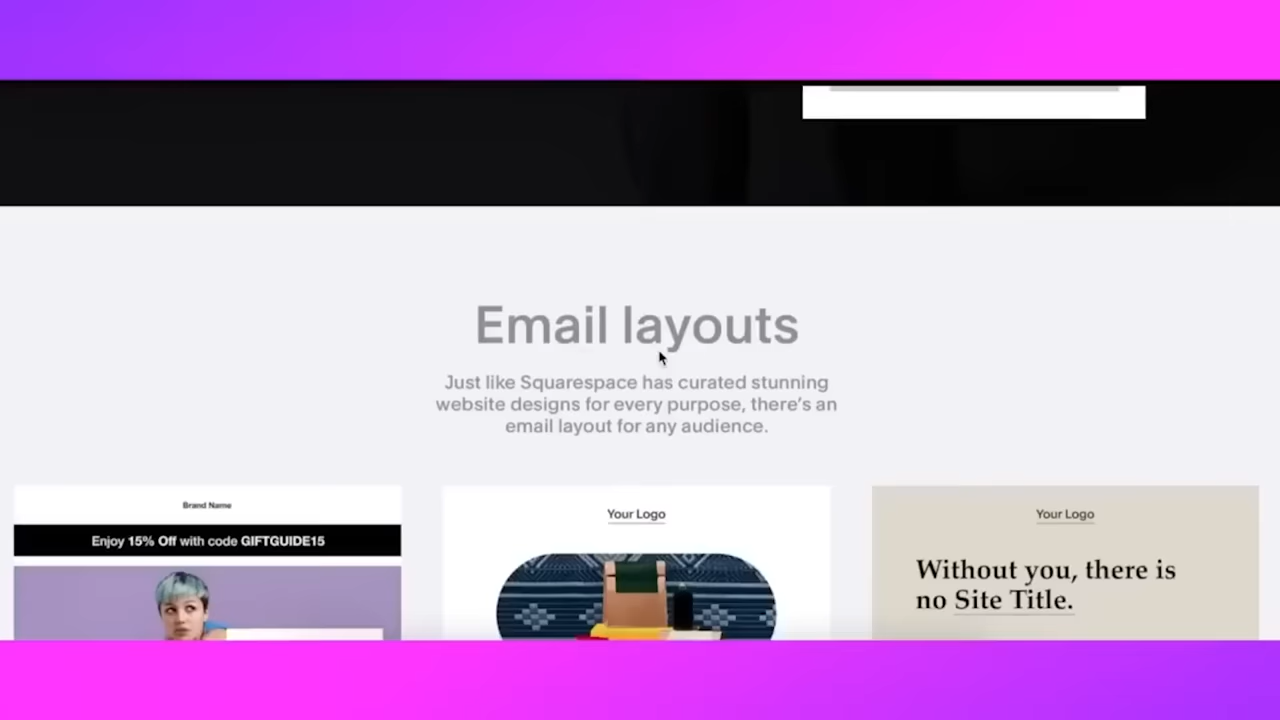 Email layouts
Just like Squarespace has curated stunning
website designs for every purpose, there's an
email layout for any audience.
Brand Name
Enjoy 15% Off with code GIFTGUIDE15
Your Logo
Your Logo
Without you, there is
no Site Title.